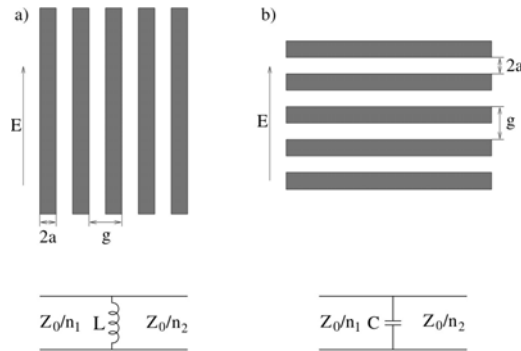 a)
E
2a
g
b)
E
2a
g
Z₀/n₁ L Z₀/n₂
Z₀/n₁ C Z₀/n₂